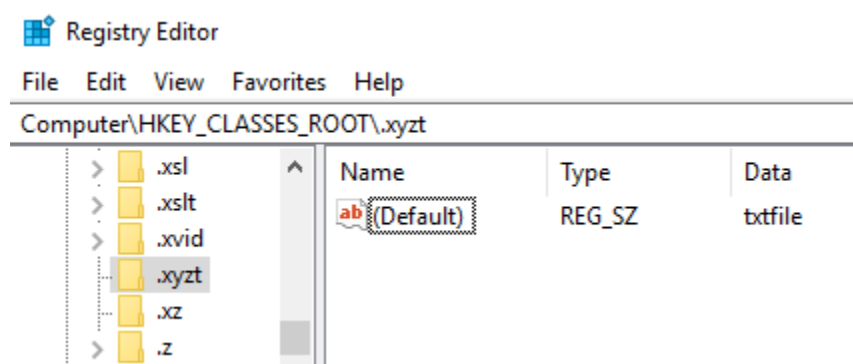 Registry Editor
File Edit View Favorites Help
Computer\HKEY_CLASSES_ROOT\.xyzt
.xsl
.xslt
.xvid
.xyzt
.xz
.z
Name Type Data
ab (Default) REG_SZ txtfile